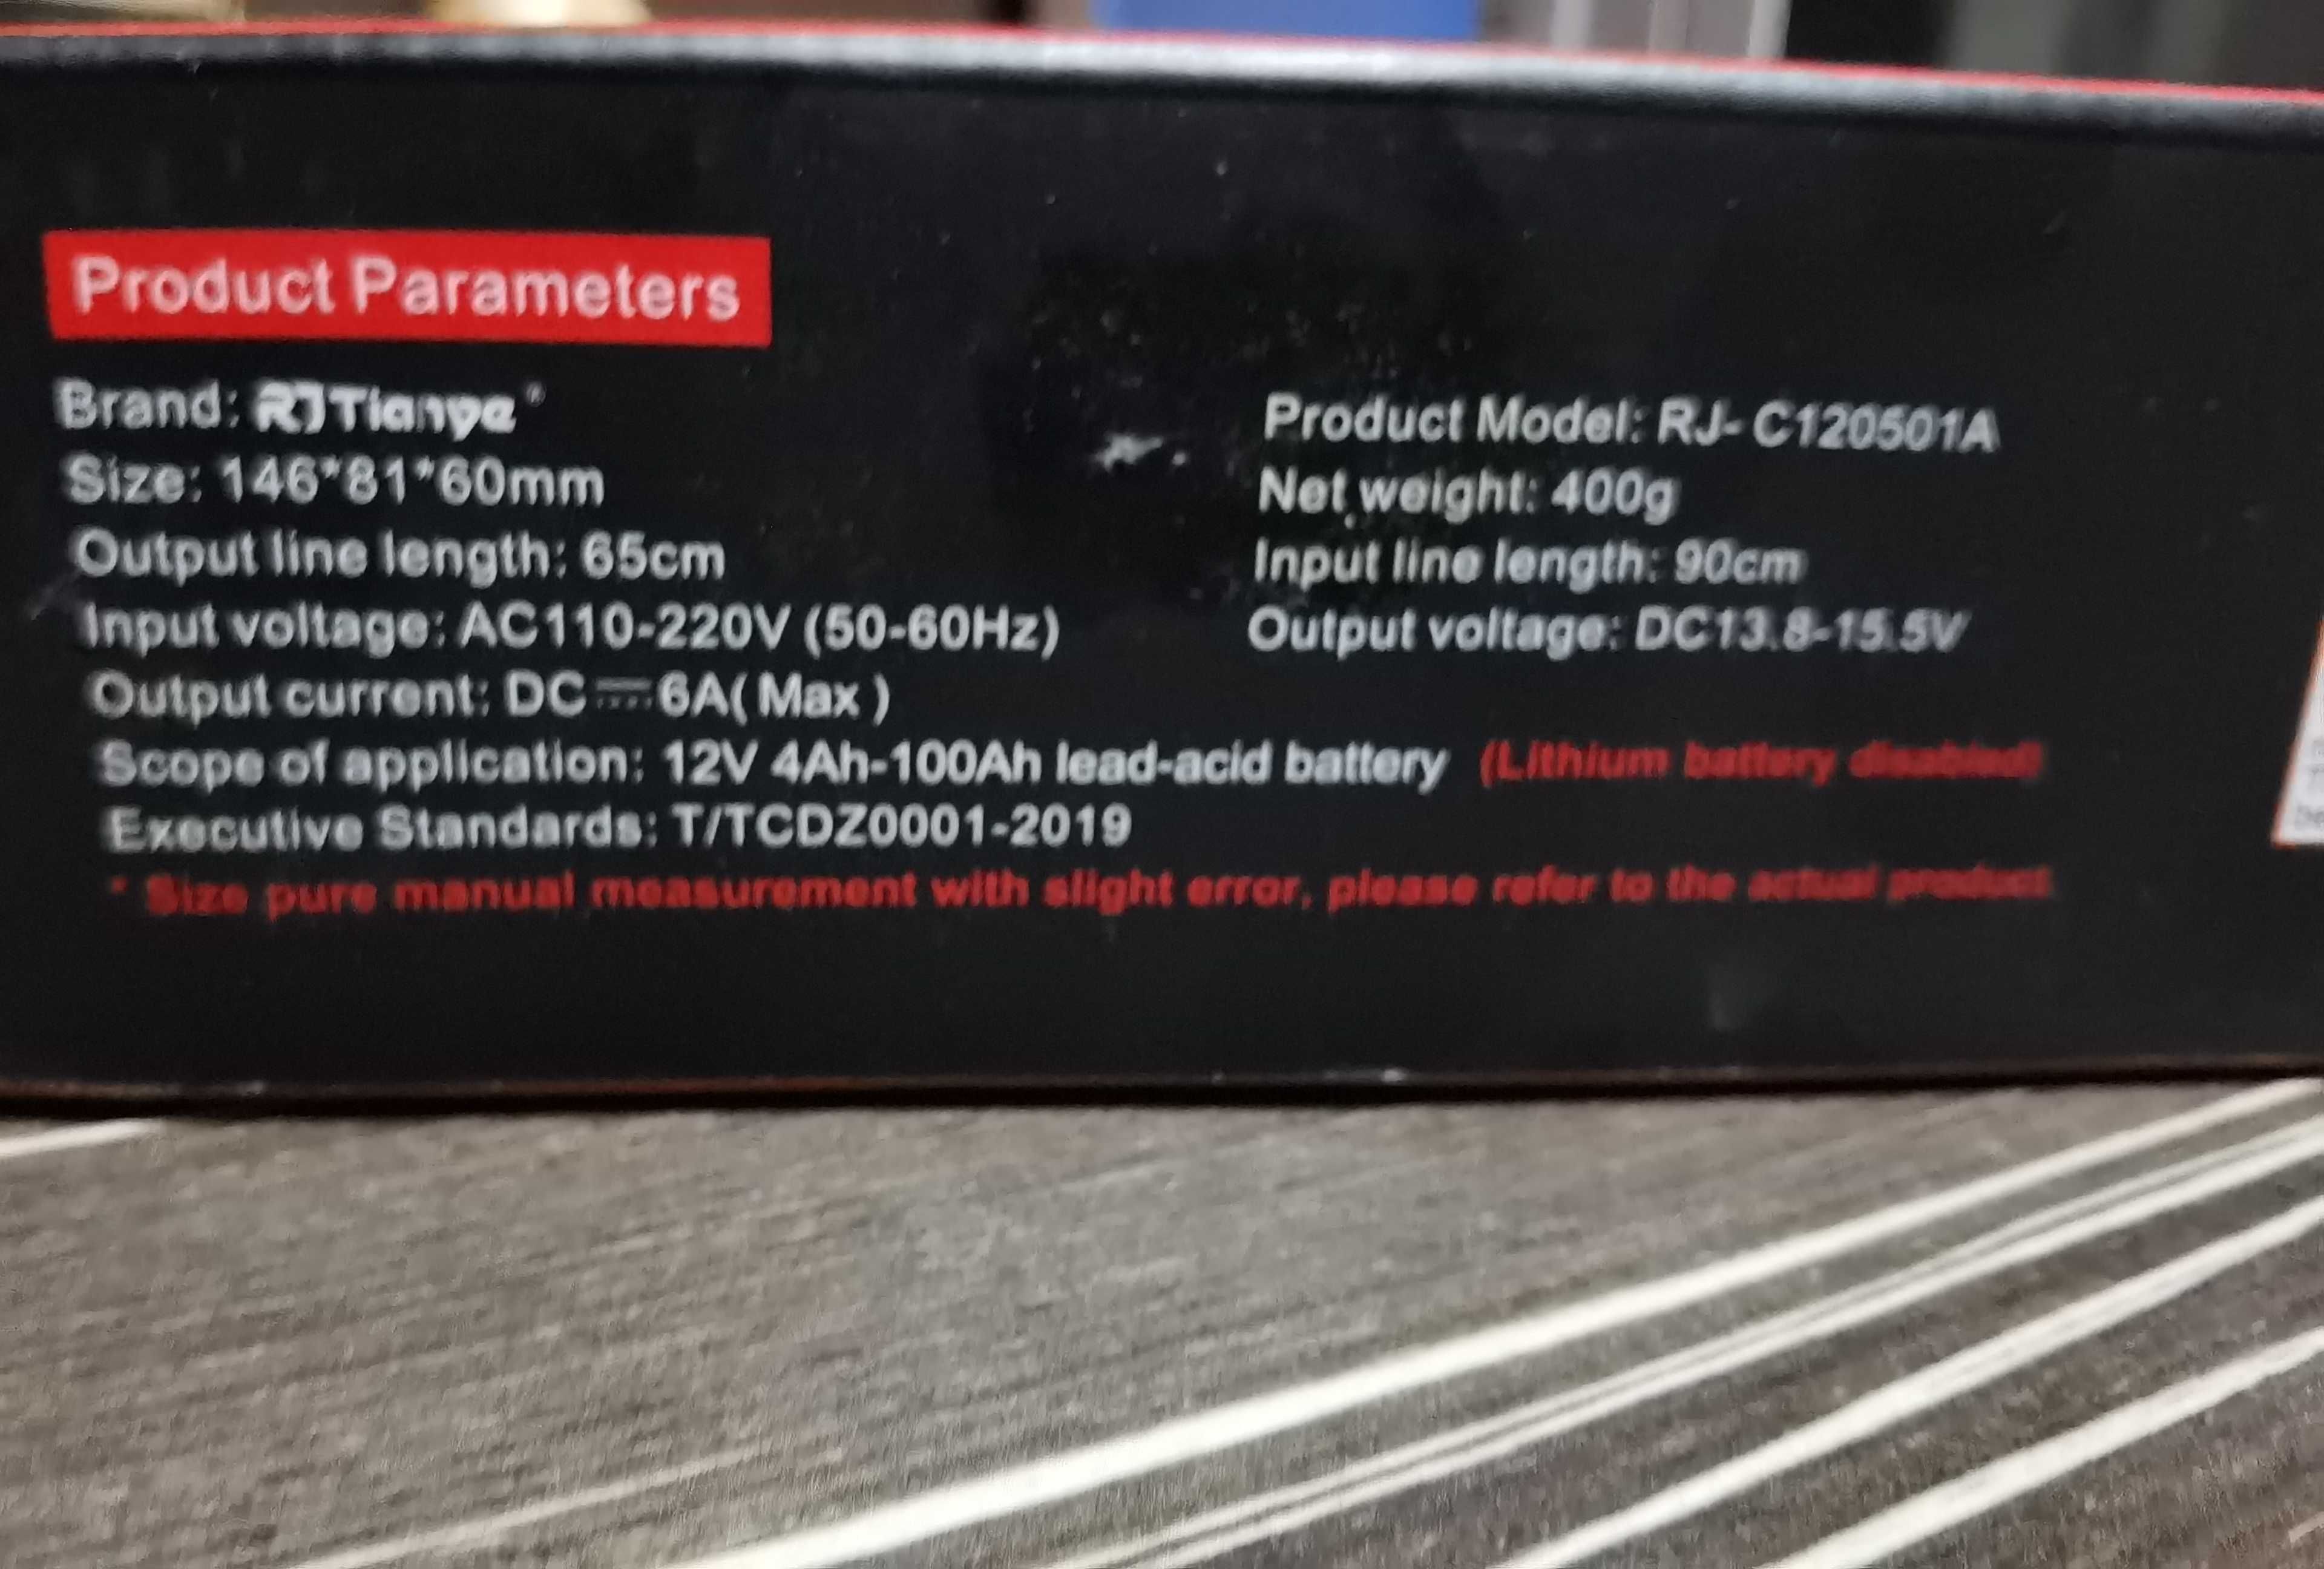 Product Parameters
Brand: RJTianye®
Product Model: RJ- C120501A
Size: 146*81*60mm
Net weight: 400g
Output line length: 65cm
Input line length: 90cm
Input voltage: AC110-220V (50-60Hz)
Output voltage: DC13.8-15.5V
Output current: DC⎓6A( Max )
Scope of application: 12V 4Ah-100Ah lead-acid battery (Lithium battery disabled)
Executive Standards: T/TCDZ0001-2019
* Size pure manual measurement with slight error, please refer to the actual product